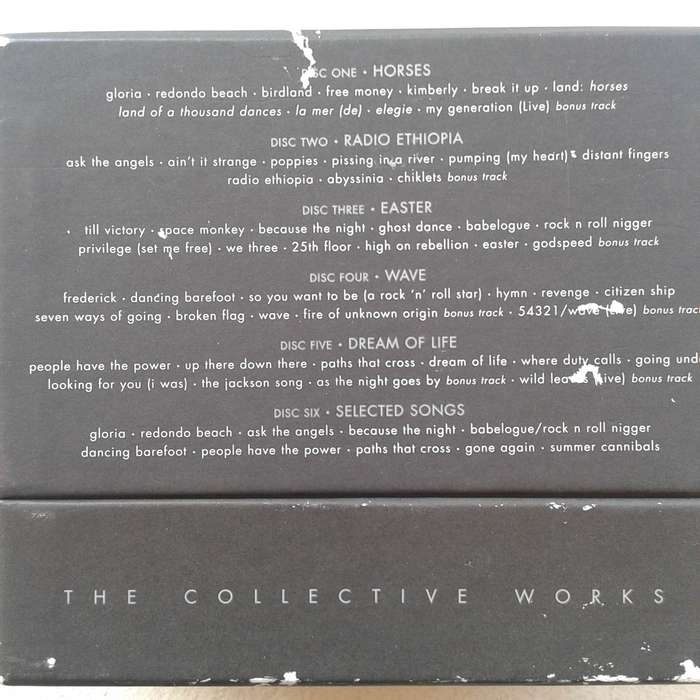 DISC ONE • HORSES
gloria • redondo beach • birdland • free money • kimberly • break it up • land: horses
land of a thousand dances • la mer (de) • elegie • my generation (Live) bonus track
DISC TWO • RADIO ETHIOPIA
ask the angels • ain't it strange • poppies • pissing in a river • pumping (my heart) • distant fingers
radio ethiopia • abyssinia • chiklets bonus track
DISC THREE • EASTER
till victory • space monkey • because the night • ghost dance • babelogue • rock n roll nigger
privilege (set me free) • we three • 25th floor • high on rebellion • easter • godspeed bonus track
DISC FOUR • WAVE
frederick • dancing barefoot • so you want to be (a rock 'n' roll star) • hymn • revenge • citizen ship
seven ways of going • broken flag • wave • fire of unknown origin bonus track • 54321/wave (live) bonus
DISC FIVE • DREAM OF LIFE
people have the power • up there down there • paths that cross • dream of life • where duty calls • going
looking for you (i was) • the jackson song • as the night goes by bonus track • wild leaves (live) bonus track
DISC SIX • SELECTED SONGS
gloria • redondo beach • ask the angels • because the night • babelogue/rock n roll nigger
dancing barefoot • people have the power • paths that cross • gone again • summer cannibals
THE COLLECTIVE WORKS